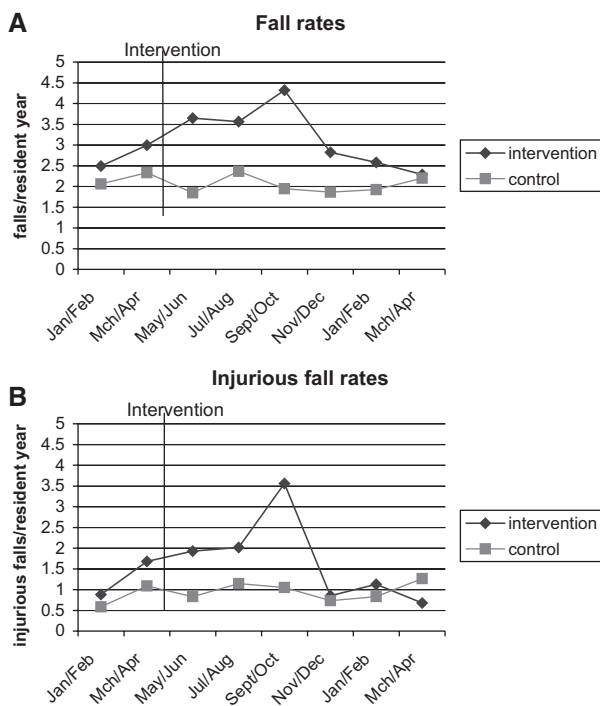 A
Fall rates
Intervention
falls/resident year
5
4.5
4
3.5
3
2.5
2
1.5
1
0.5
0
Jan/Feb
Mch/Apr
May/Jun
Jul/Aug
Sept/Oct
Nov/Dec
Jan/Feb
Mch/Apr
intervention
control
B
Injurious fall rates
Intervention
injurious falls/resident year
5
4.5
4
3.5
3
2.5
2
1.5
1
0.5
0
Jan/Feb
Mch/Apr
May/Jun
Jul/Aug
Sept/Oct
Nov/Dec
Jan/Feb
Mch/Apr
intervention
control